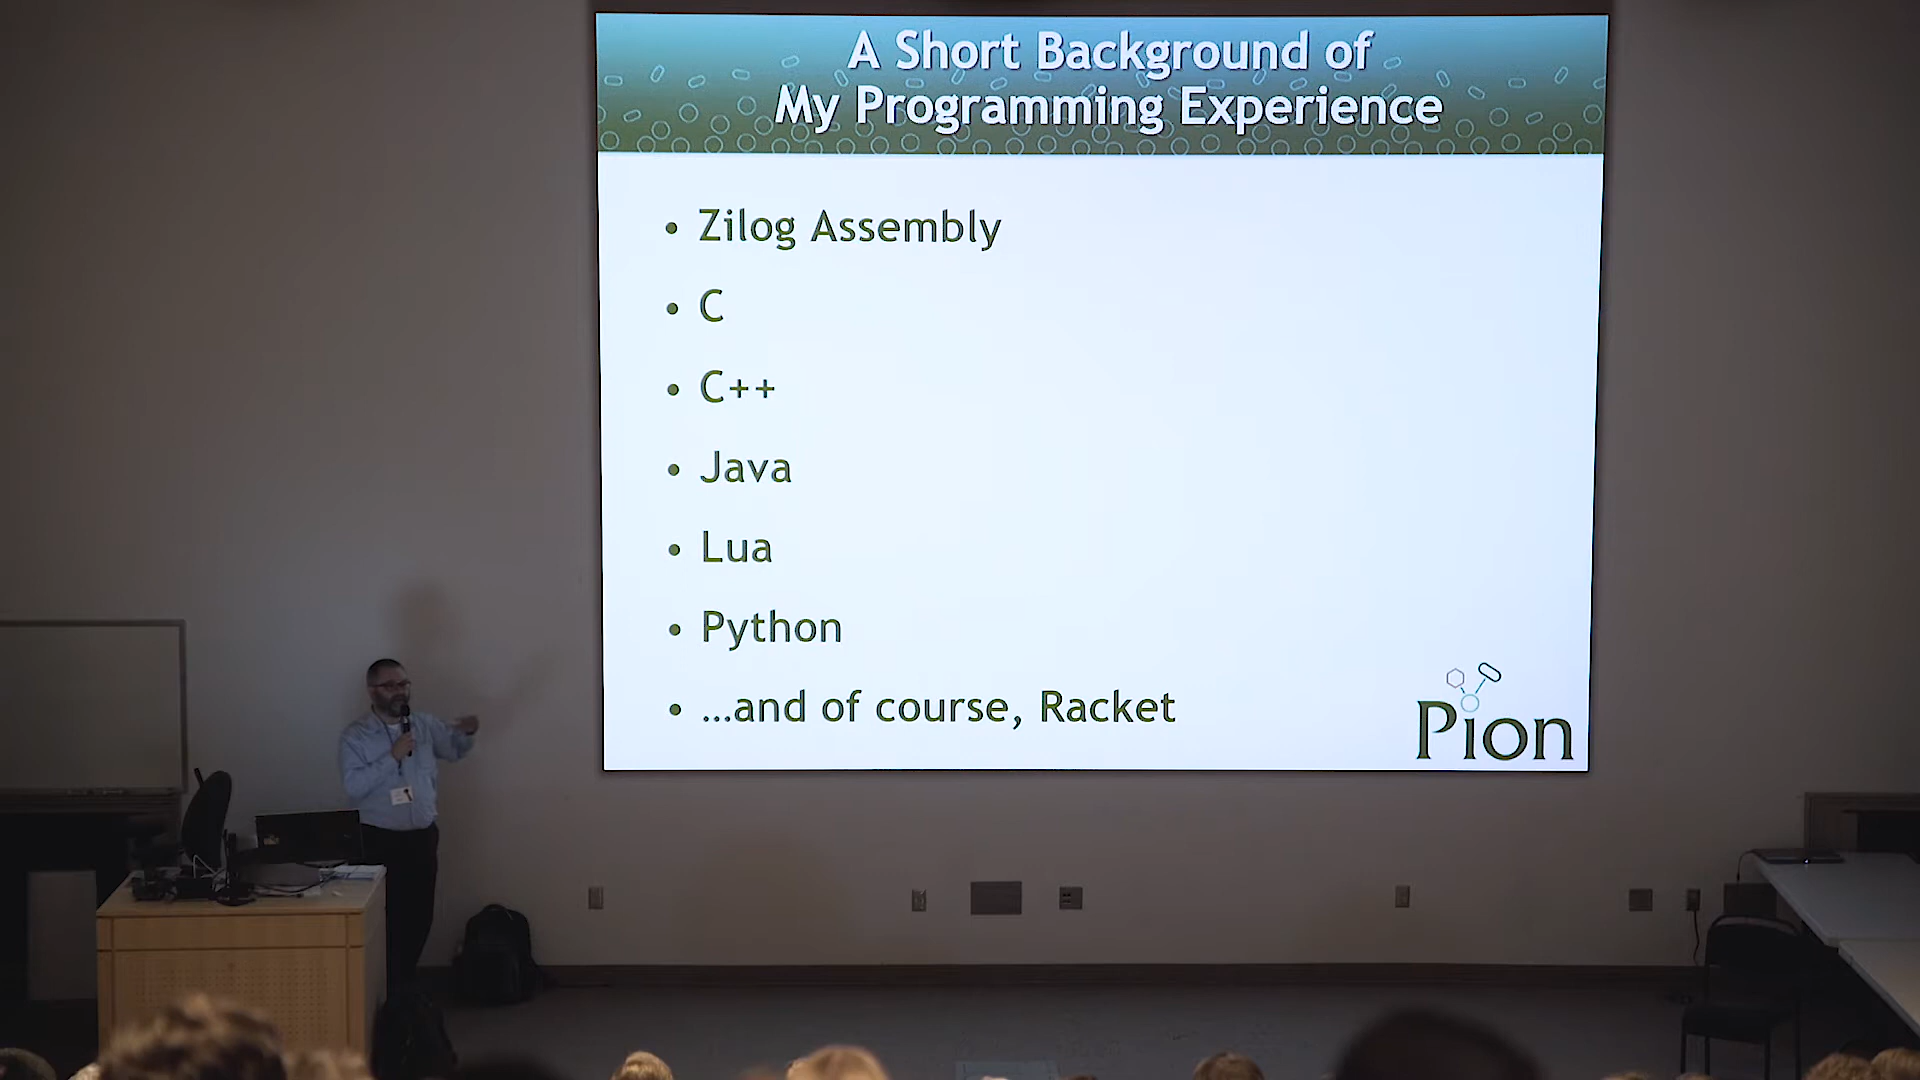 A Short Background of
My Programming Experience
• Zilog Assembly
• C
• C++
• Java
• Lua
• Python
• ...and of course, Racket
Pion